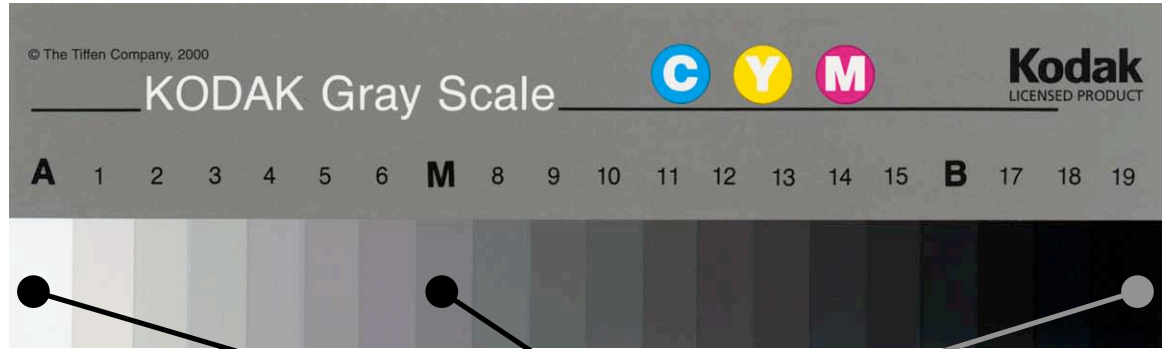 © The Tiffen Company, 2000
KODAK Gray Scale
C Y M
Kodak
LICENSED PRODUCT
A 1 2 3 4 5 6 M 8 9 10 11 12 13 14 15 B 17 18 19